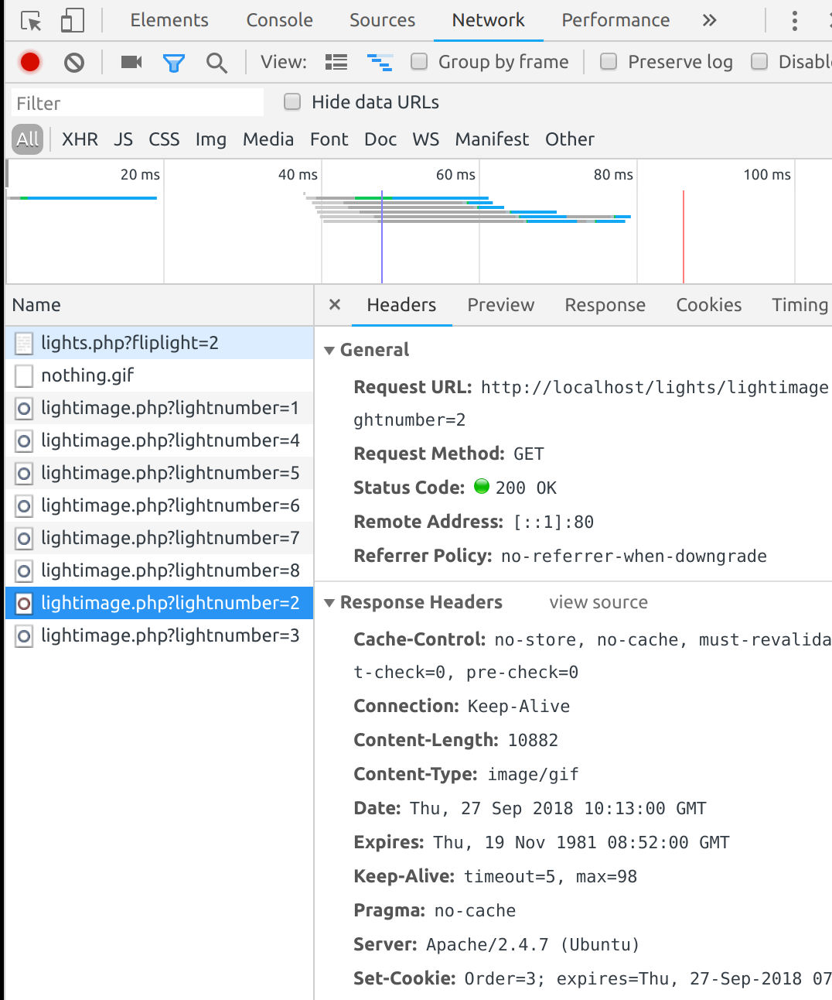 Elements Console Sources Network Performance »
View: Group by frame Preserve log Disabl
Filter Hide data URLs
All XHR JS CSS Img Media Font Doc WS Manifest Other
20 ms 40 ms 60 ms 80 ms 100 ms
Name
lights.php?fliplight=2
nothing.gif
lightimage.php?lightnumber=1
lightimage.php?lightnumber=4
lightimage.php?lightnumber=5
lightimage.php?lightnumber=6
lightimage.php?lightnumber=7
lightimage.php?lightnumber=8
lightimage.php?lightnumber=2
lightimage.php?lightnumber=3
× Headers Preview Response Cookies Timing
▼ General
Request URL: http://localhost/lights/lightimage
ghtnumber=2
Request Method: GET
Status Code: 200 OK
Remote Address: [::1]:80
Referrer Policy: no-referrer-when-downgrade
▼ Response Headers view source
Cache-Control: no-store, no-cache, must-revalida
t-check=0, pre-check=0
Connection: Keep-Alive
Content-Length: 10882
Content-Type: image/gif
Date: Thu, 27 Sep 2018 10:13:00 GMT
Expires: Thu, 19 Nov 1981 08:52:00 GMT
Keep-Alive: timeout=5, max=98
Pragma: no-cache
Server: Apache/2.4.7 (Ubuntu)
Set-Cookie: Order=3; expires=Thu, 27-Sep-2018 07